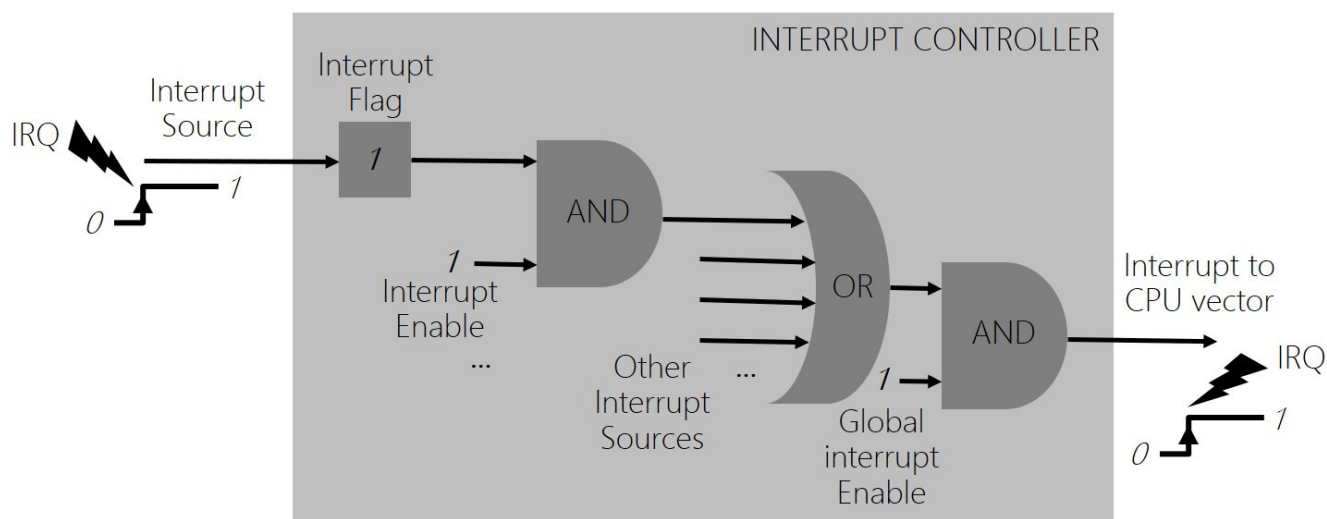 INTERRUPT CONTROLLER
Interrupt
Flag
Interrupt
Source
IRQ
1
1
0
AND
1
Interrupt
Enable
...
OR
Other
Interrupt
Sources
...
AND
1
Global
interrupt
Enable
Interrupt to
CPU vector
IRQ
1
0